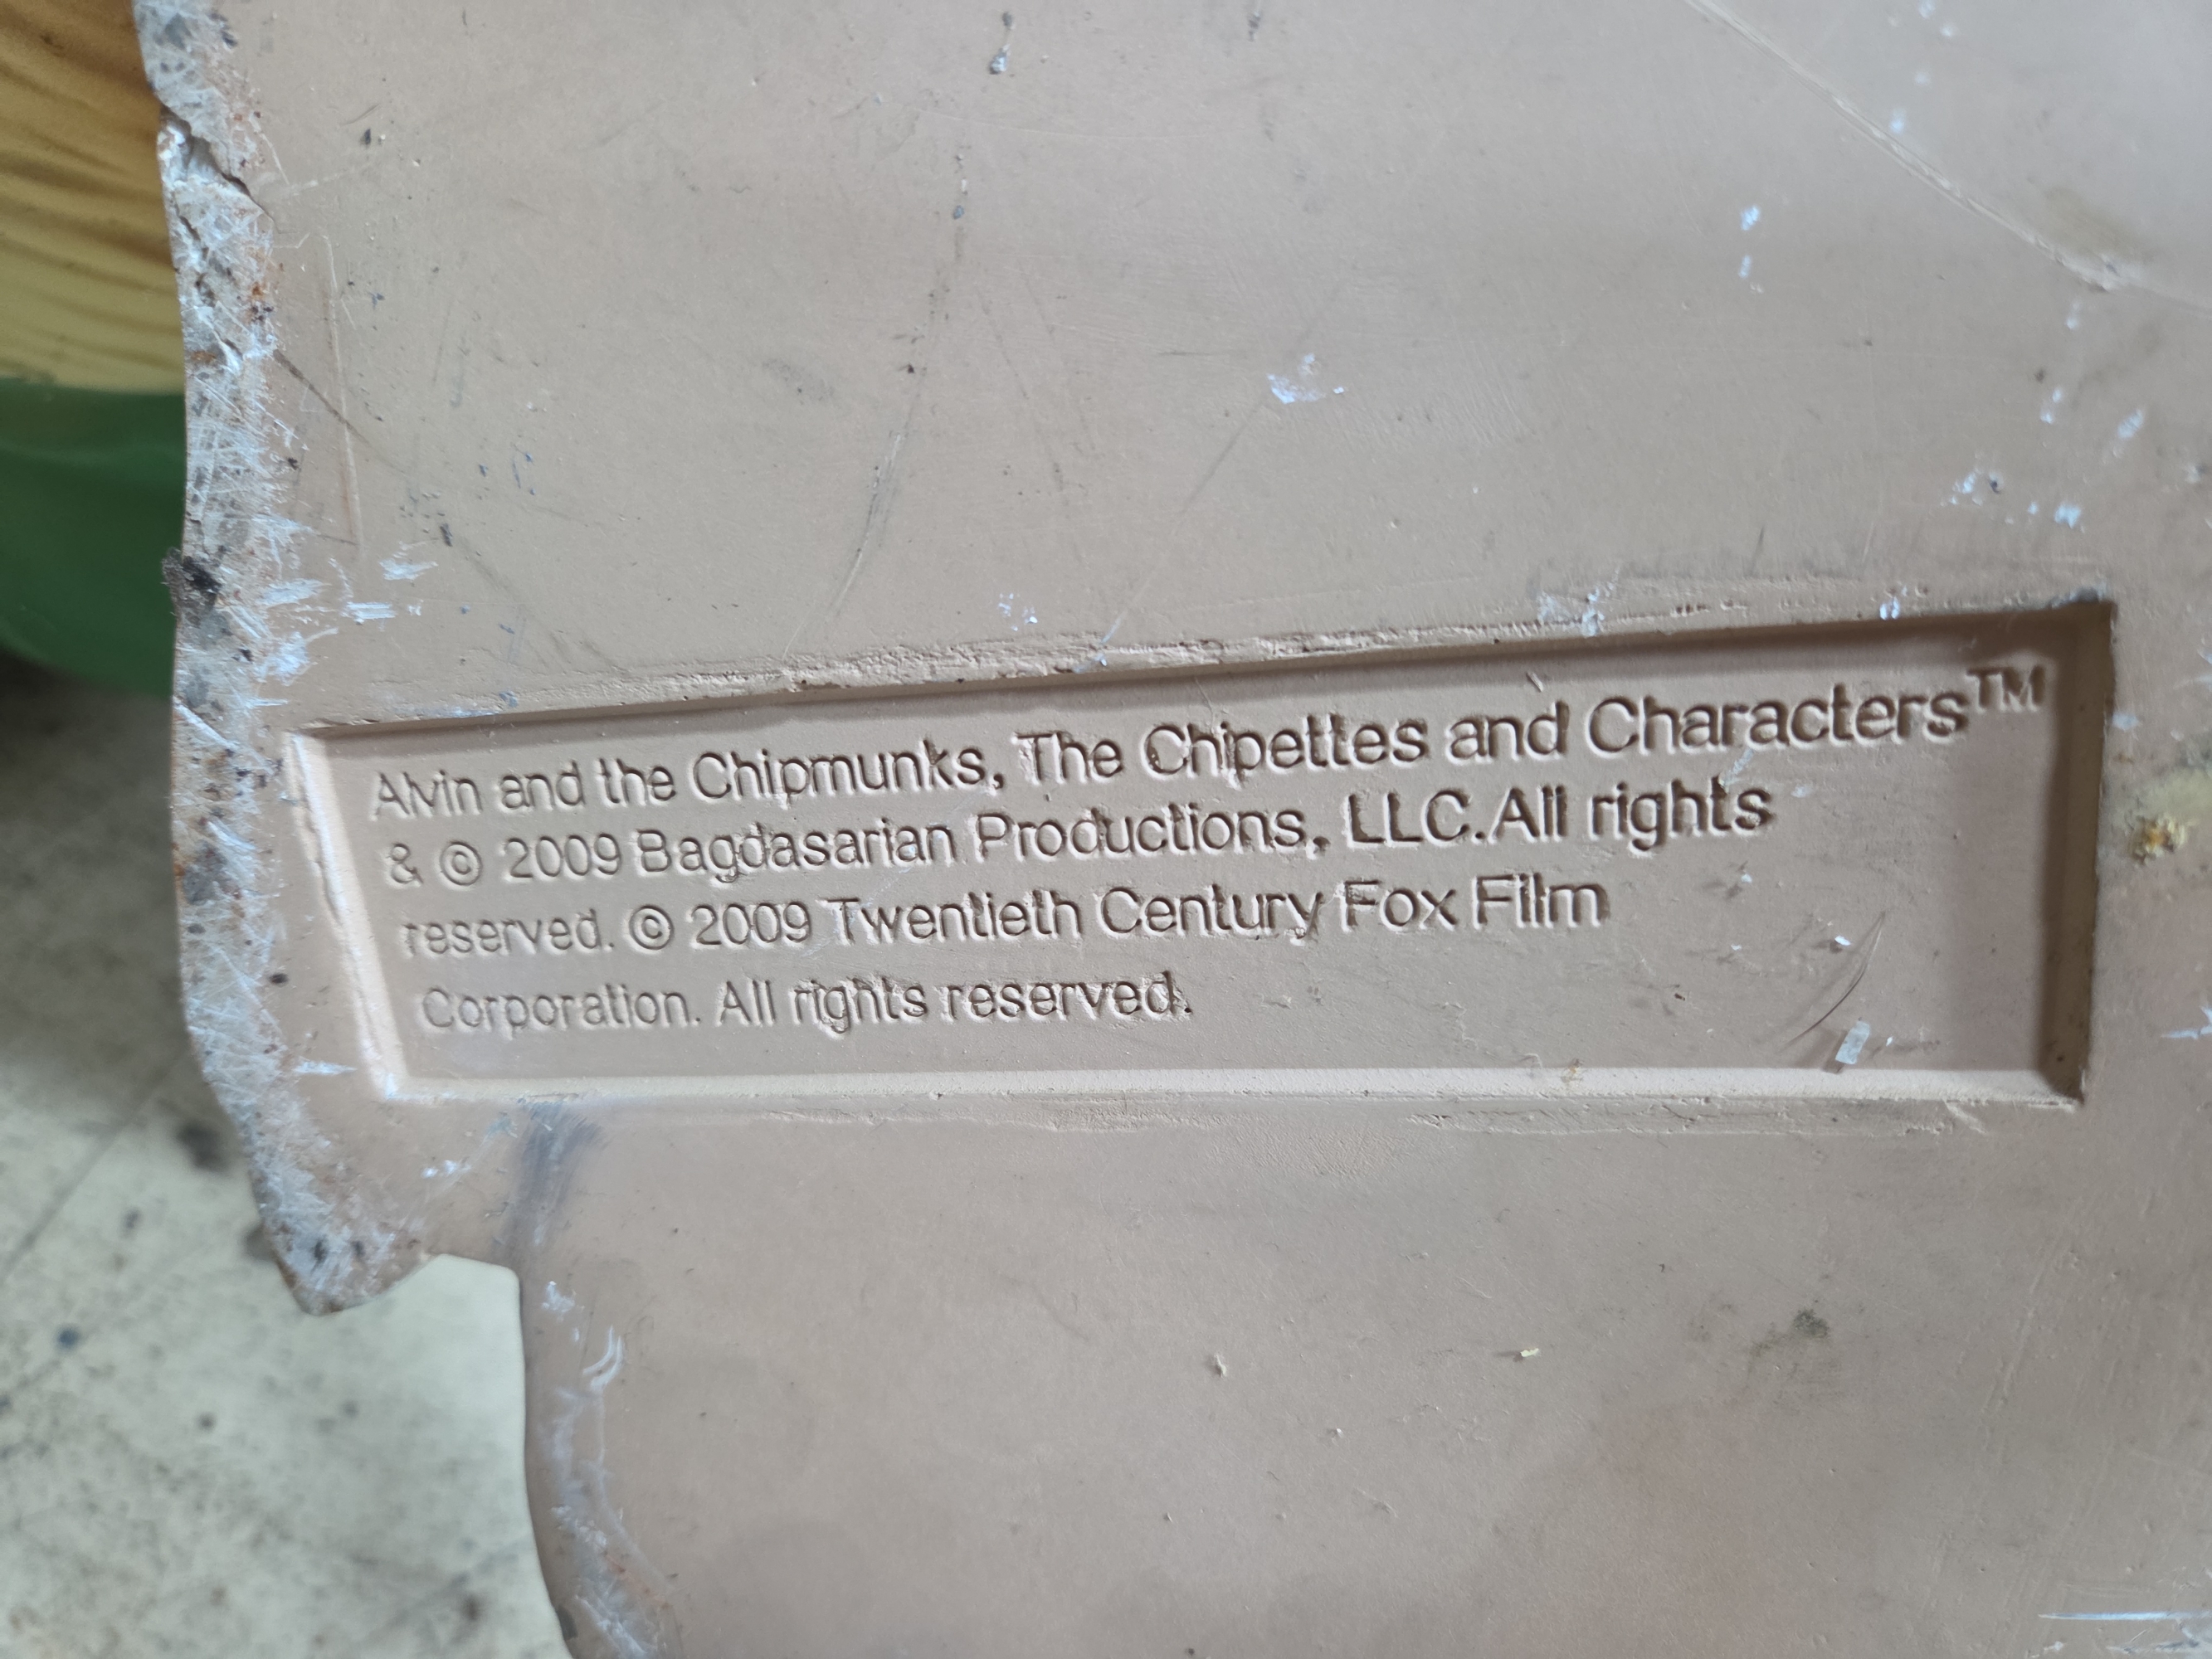 Alvin and the Chipmunks, The Chipettes and Characters™
& © 2009 Bagdasarian Productions, LLC.All rights
reserved. © 2009 Twentieth Century Fox Film
Corporation. All rights reserved.